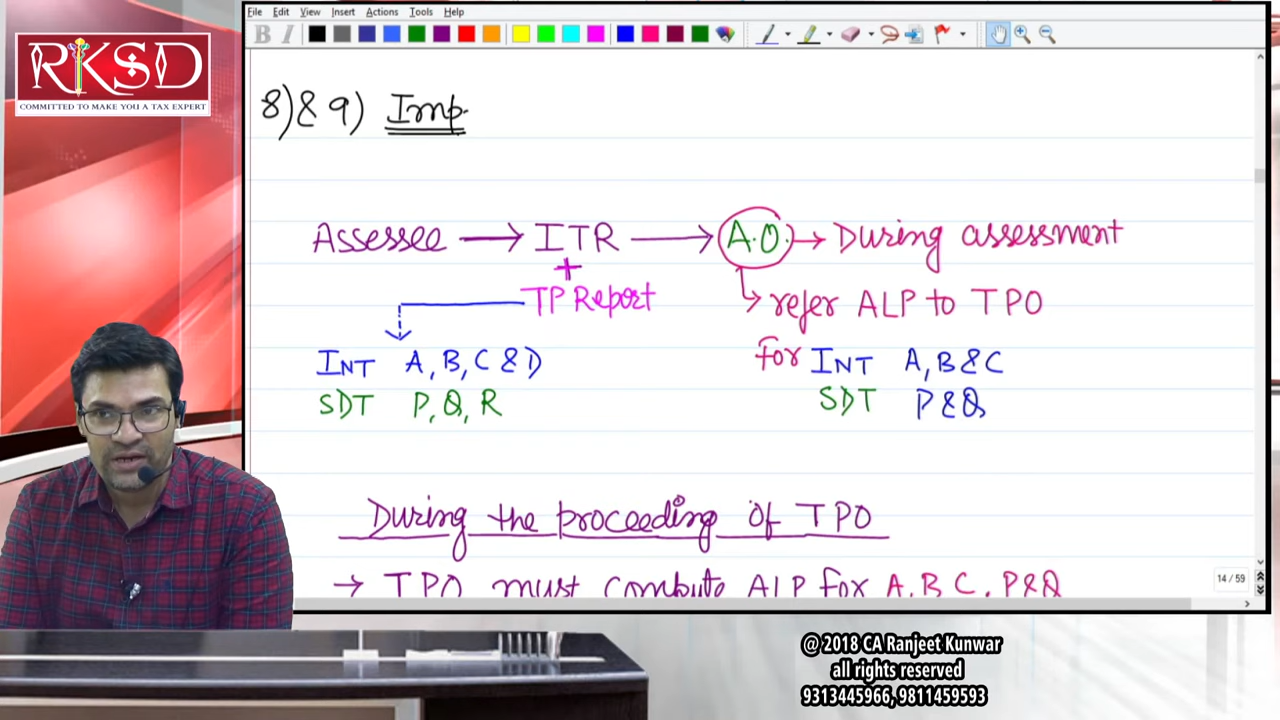 File Edit View Insert Actions Tools Help
B I
RKSD
COMMITTED TO MAKE YOU A TAX EXPERT
8) & 9) Imp.
Assessee → ITR → A.O. → During assessment
+
TP Report
↳ refer ALP to TPO
INT A, B, C & D
for INT A, B & C
SDT P, Q, R
SDT P & Q
During the proceeding of TPO
→ TPO must compute ALP for A, B, C, P & Q
14 / 59
@ 2018 CA Ranjeet Kunwar
all rights reserved
9313445966, 9811459593